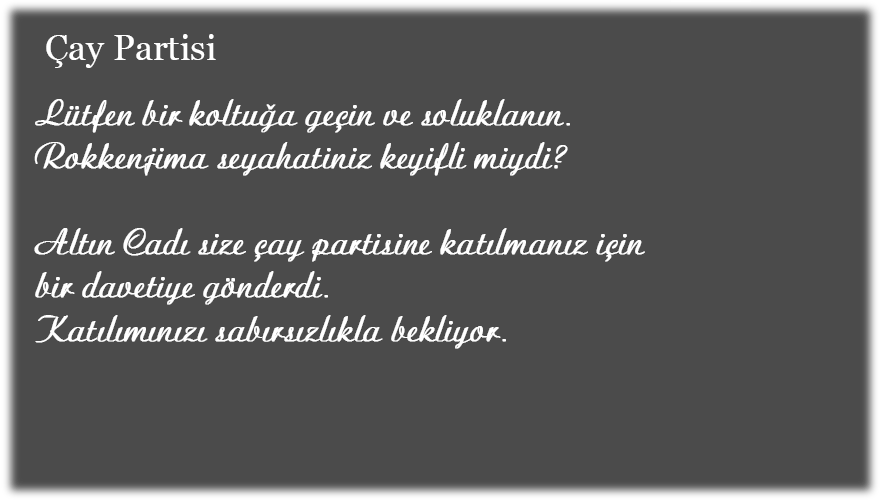 Çay Partisi
Lütfen bir koltuğa geçin ve soluklanın.
Rokkenjima seyahatiniz keyifli miydi?
Altın Cadı size çay partisine katılmanız için
bir davetiye gönderdi.
Katılımınızı sabırsızlıkla bekliyor.